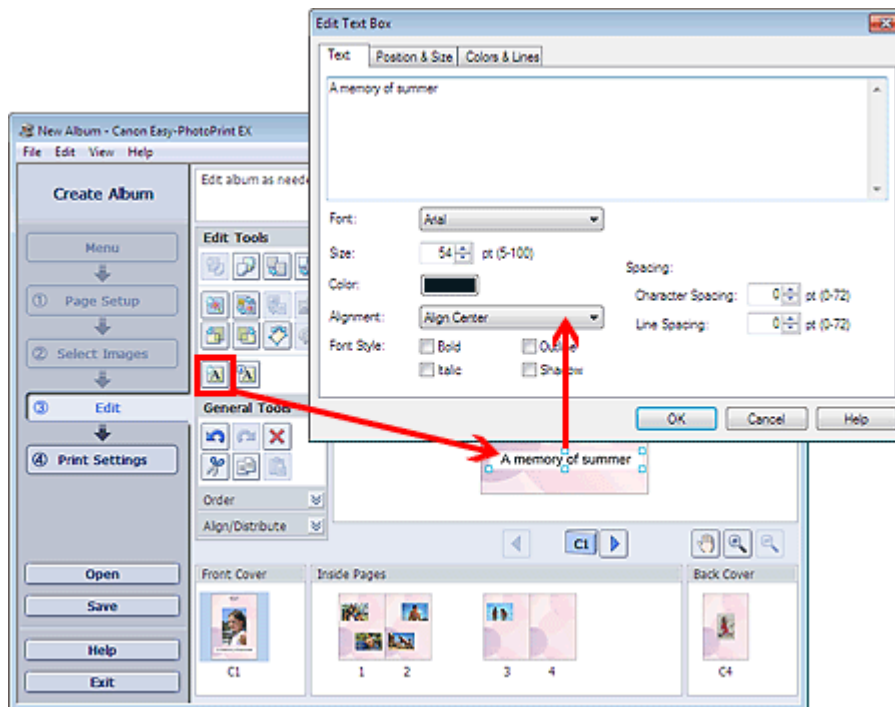 Edit Text Box
Text Position & Size Colors & Lines
A memory of summer
Font: Arial
Size: 54 pt (5-100)
Color:
Alignment: Align Center
Font Style: Bold Outline
Italic Shadow
Spacing:
Character Spacing: 0 pt (0-72)
Line Spacing: 0 pt (0-72)
OK Cancel Help
New Album - Canon Easy-PhotoPrint EX
File Edit View Help
Create Album
Menu
① Page Setup
② Select Images
③ Edit
④ Print Settings
Open
Save
Help
Exit
Edit album as neede
Edit Tools
A A
General Tools
Order
Align/Distribute
A memory of summer
C1
Front Cover
C1
Inside Pages
1 2 3 4
Back Cover
C4